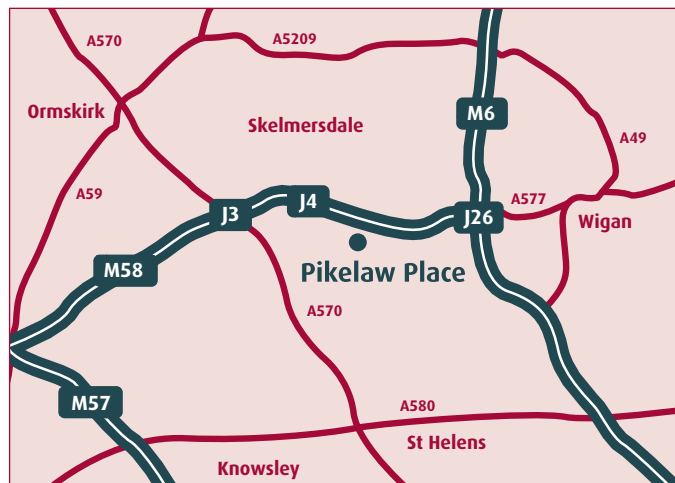 A570
A5209
Ormskirk
M6
Skelmersdale
A49
A59
J4
A577
J3
J26
Wigan
M58
Pikelaw Place
A570
M57
A580
St Helens
Knowsley